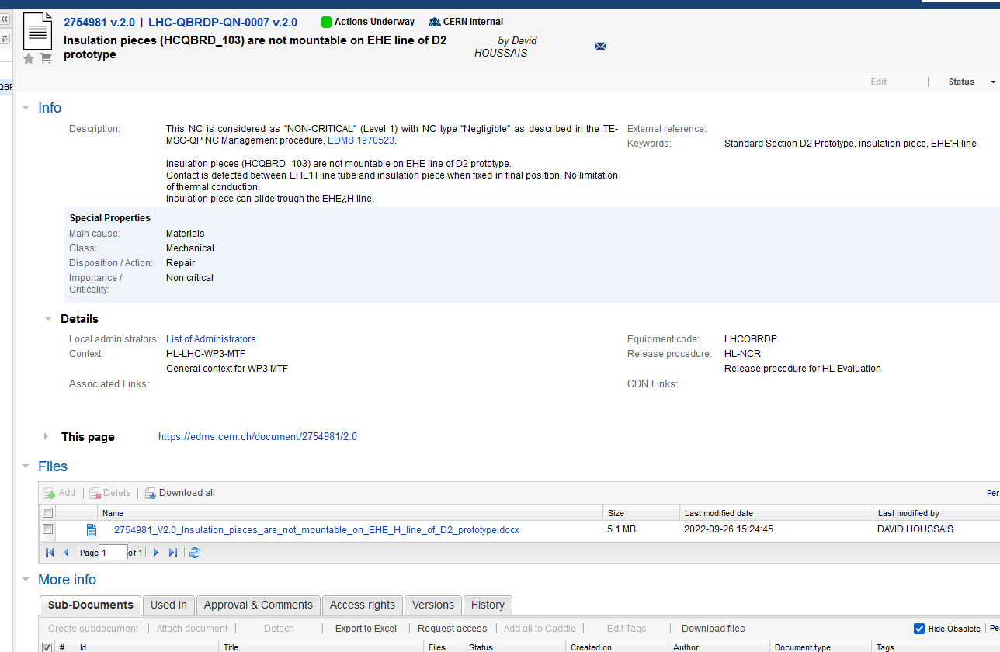 2754981 v.2.0 | LHC-QBRDP-QN-0007 v.2.0
Actions Underway
CERN Internal
Insulation pieces (HCQBRD_103) are not mountable on EHE line of D2
prototype
by David
HOUSSAIS
Edit
Status
Info
Description:
This NC is considered as "NON-CRITICAL" (Level 1) with NC type "Negligible" as described in the TE-
MSC-QP NC Management procedure, EDMS 1970523.
Insulation pieces (HCQBRD_103) are not mountable on EHE line of D2 prototype.
Contact is detected between EHE'H line tube and insulation piece when fixed in final position. No limitation
of thermal conduction.
Insulation piece can slide trough the EHE¿H line.
External reference:
Keywords: Standard Section D2 Prototype, insulation piece, EHE'H line
Special Properties
Main cause: Materials
Class: Mechanical
Disposition / Action: Repair
Importance / Non critical
Criticality:
Details
Local administrators: List of Administrators
Context: HL-LHC-WP3-MTF
General context for WP3 MTF
Associated Links:
Equipment code: LHCQBRDP
Release procedure: HL-NCR
Release procedure for HL Evaluation
CDN Links:
This page https://edms.cern.ch/document/2754981/2.0
Files
Add | Delete | Download all
Per
Name Size Last modified date Last modified by
2754981_V2.0_Insulation_pieces_are_not_mountable_on_EHE_H_line_of_D2_prototype.docx 5.1 MB 2022-09-26 15:24:45 DAVID HOUSSAIS
Page 1 of 1
More info
Sub-Documents Used In Approval & Comments Access rights Versions History
Create subdocument Attach document Detach Export to Excel Request access Add all to Caddie Edit Tags Download files Hide Obsolete Pe
# Id Title Files Status Created on Author Document type Tags